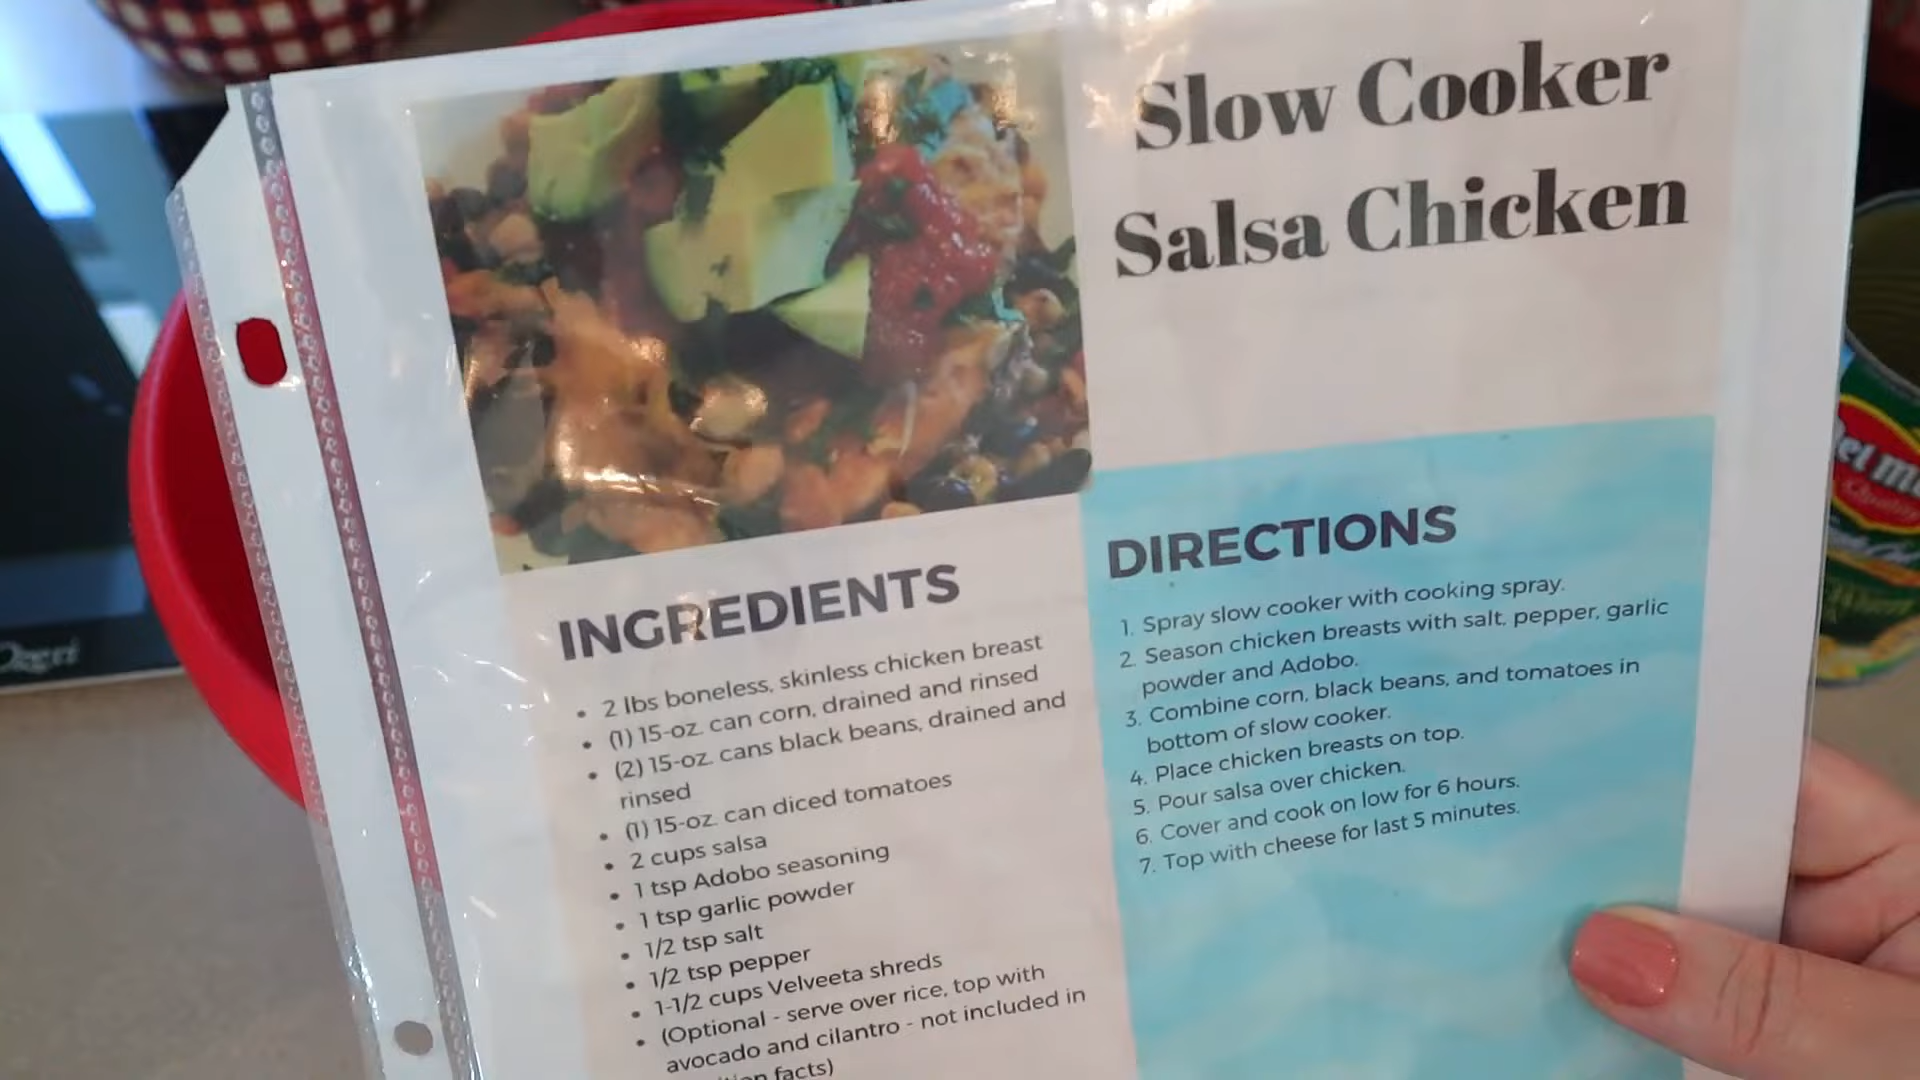 Slow Cooker
Salsa Chicken
INGREDIENTS
• 2 lbs boneless, skinless chicken breast
• (1) 15-oz. can corn, drained and rinsed
• (2) 15-oz. cans black beans, drained and
rinsed
• (1) 15-oz. can diced tomatoes
• 2 cups salsa
• 1 tsp Adobo seasoning
• 1 tsp garlic powder
• 1/2 tsp salt
• 1/2 tsp pepper
• 1-1/2 cups Velveeta shreds
• (Optional - serve over rice, top with
avocado and cilantro - not included in
facts)
DIRECTIONS
1. Spray slow cooker with cooking spray.
2. Season chicken breasts with salt, pepper, garlic
powder and Adobo.
3. Combine corn, black beans, and tomatoes in
bottom of slow cooker.
4. Place chicken breasts on top.
5. Pour salsa over chicken.
6. Cover and cook on low for 6 hours.
7. Top with cheese for last 5 minutes.